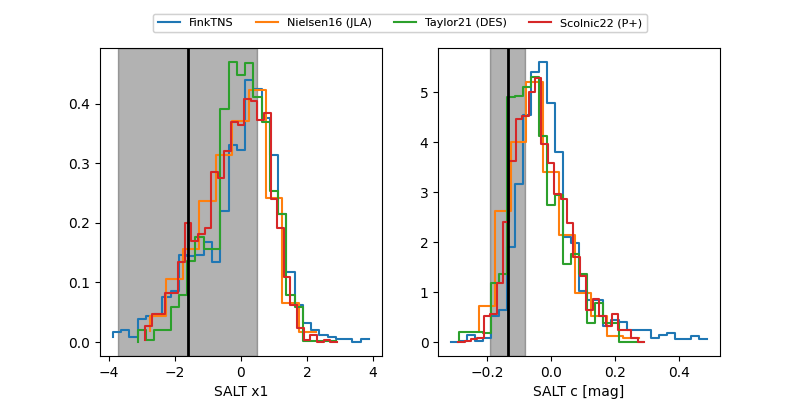 FinkTNS Nielsen16 (JLA) Taylor21 (DES) Scolnic22 (P+)
0.4
0.3
0.2
0.1
0.0
−4 −2 0 2 4
SALT x1
5
4
3
2
1
0
−0.2 0.0 0.2 0.4
SALT c [mag]